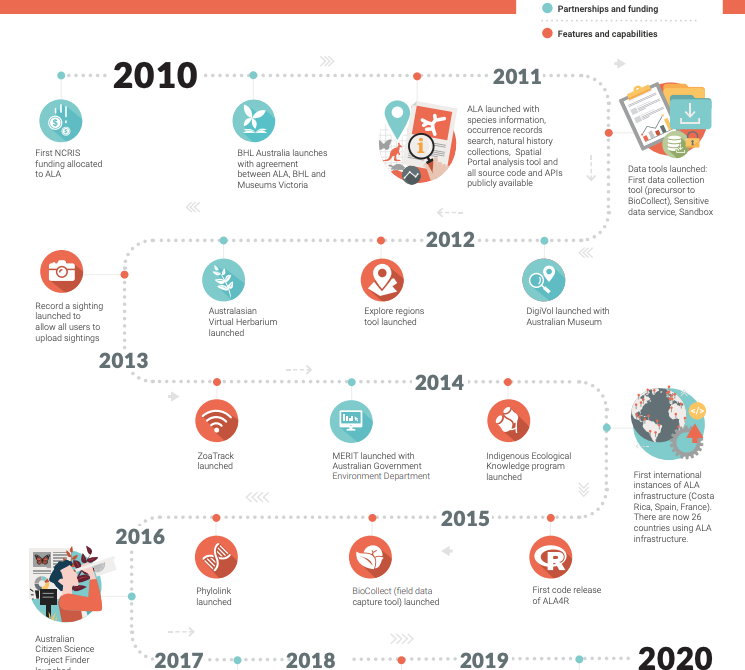 Partnerships and funding
Features and capabilities
2010
2011
First NCRIS
funding allocated
to ALA
BHL Australia launches
with agreement
between ALA, BHL and
Museums Victoria
ALA launched with
species information,
occurrence records
search, natural history
collections, Spatial
Portal analysis tool and
all source code and APIs
publicly available
Data tools launched:
First data collection
tool (precursor to
BioCollect), Sensitive
data service, Sandbox
2012
Record a sighting
launched to
allow all users to
upload sightings
Australasian
Virtual Herbarium
launched
Explore regions
tool launched
DigiVol launched with
Australian Museum
2013
2014
ZoaTrack
launched
MERIT launched with
Australian Government
Environment Department
Indigenous Ecological
Knowledge program
launched
</>
First international
instances of ALA
infrastructure (Costa
Rica, Spain, France).
There are now 26
countries using ALA
infrastructure.
2015
2016
Phylolink
launched
BioCollect (field data
capture tool) launched
R
First code release
of ALA4R
Australian
Citizen Science
Project Finder
2017
2018
2019
2020